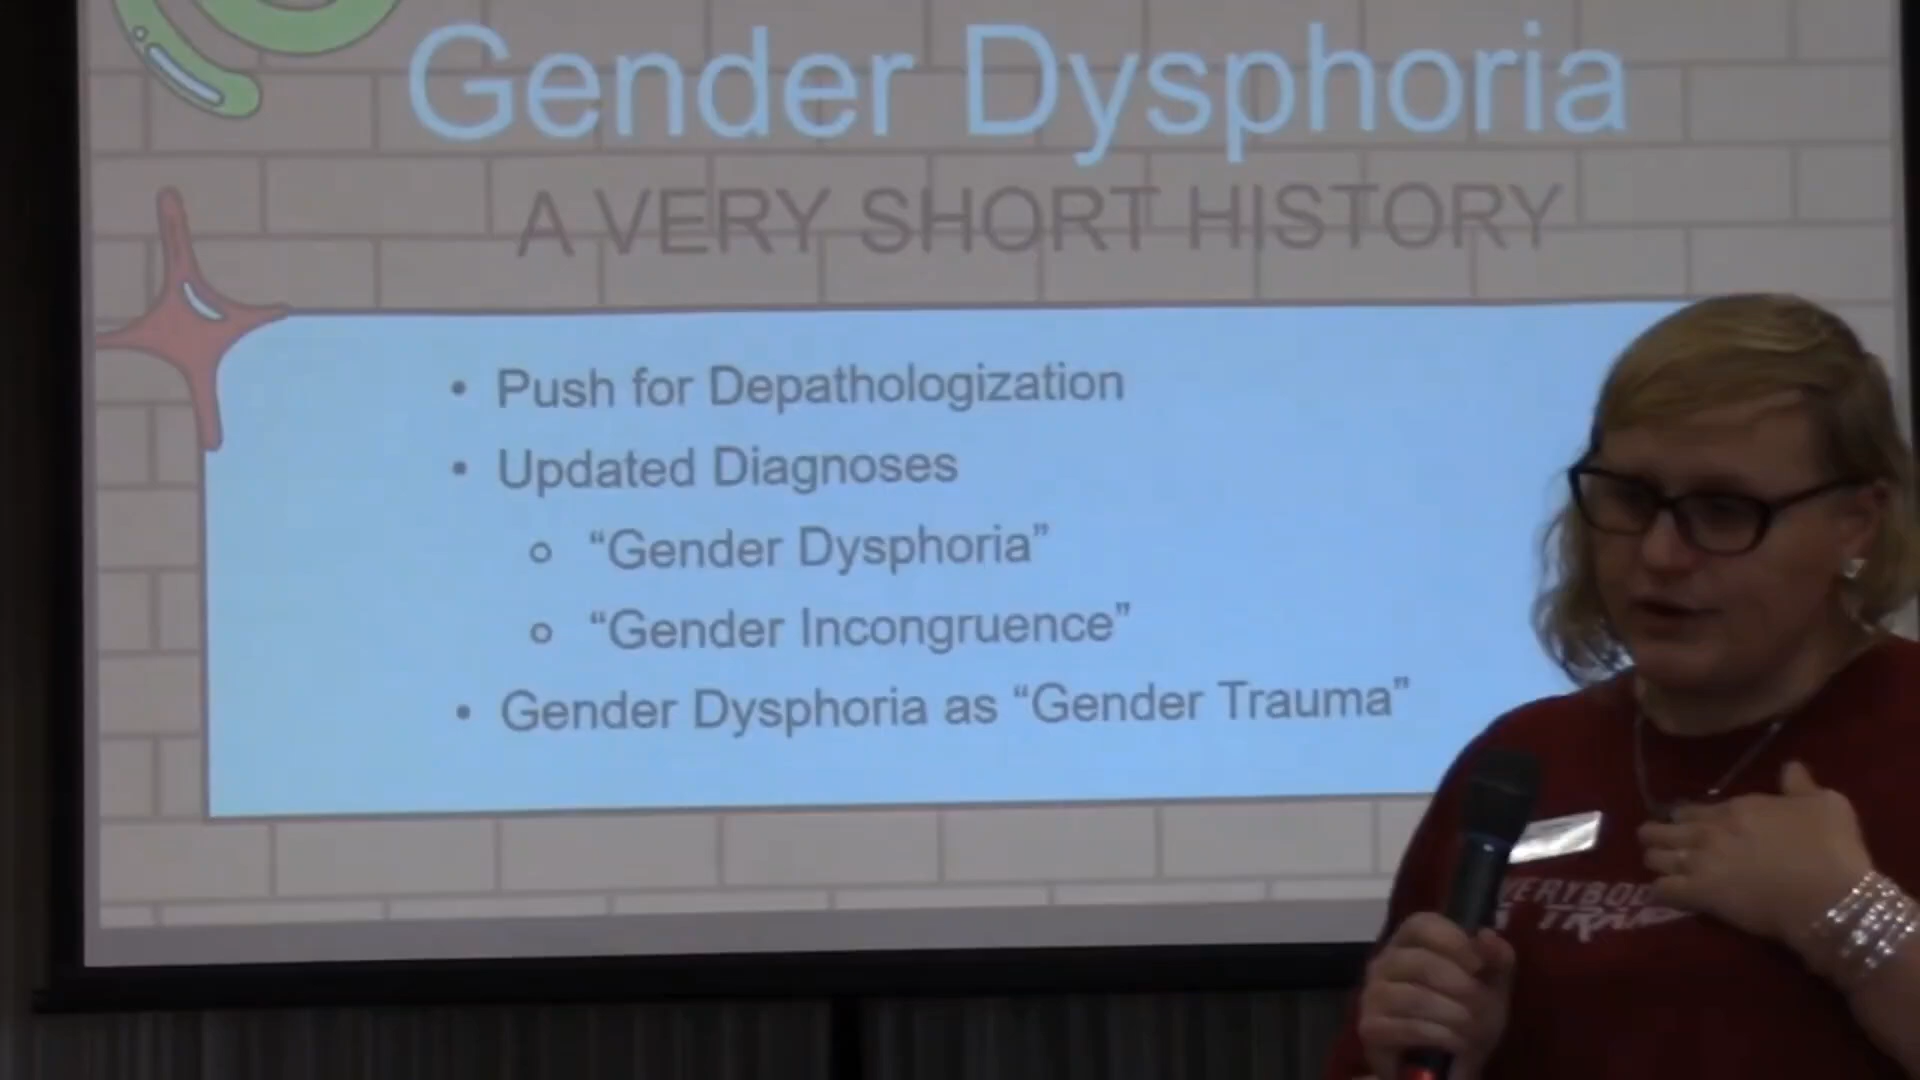 Gender Dysphoria
A VERY SHORT HISTORY
• Push for Depathologization
• Updated Diagnoses
○ “Gender Dysphoria”
○ “Gender Incongruence”
• Gender Dysphoria as “Gender Trauma”